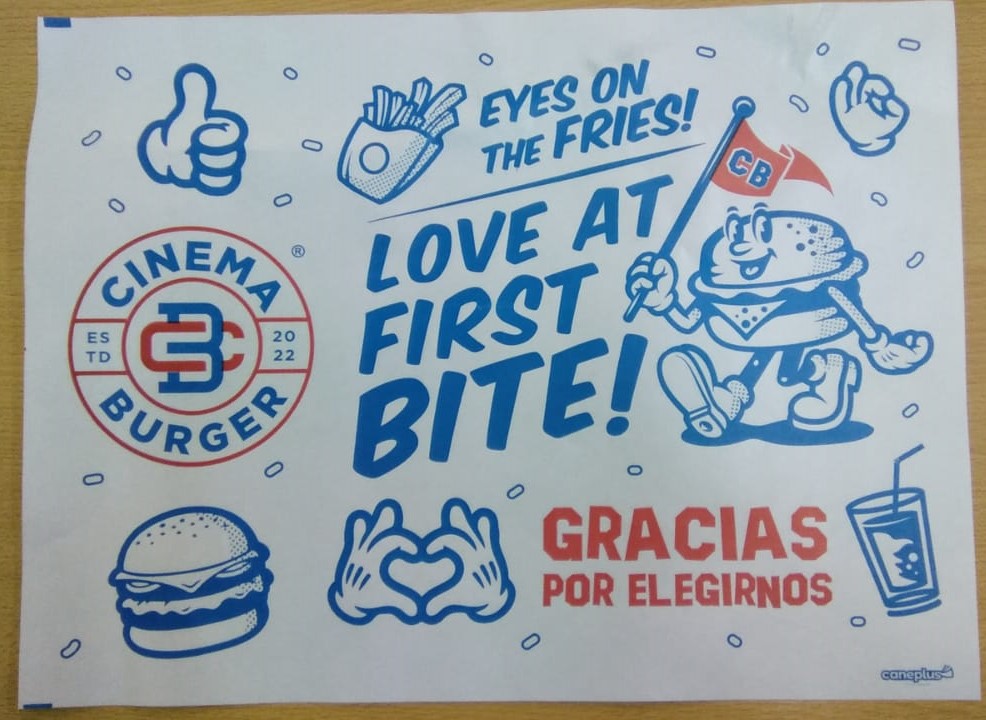 EYES ON
THE FRIES!
LOVE AT
FIRST
BITE!
CB
CINEMA
®
ES
TD
BC
20
22
BURGER
GRACIAS
POR ELEGIRNOS
caneplus